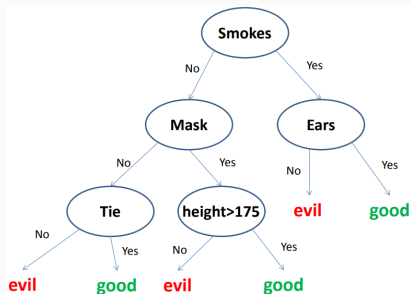 Smokes
No
Yes
Mask
Ears
No
Yes
No
Yes
Tie
height>175
evil
good
No
Yes
No
Yes
evil
good
evil
good